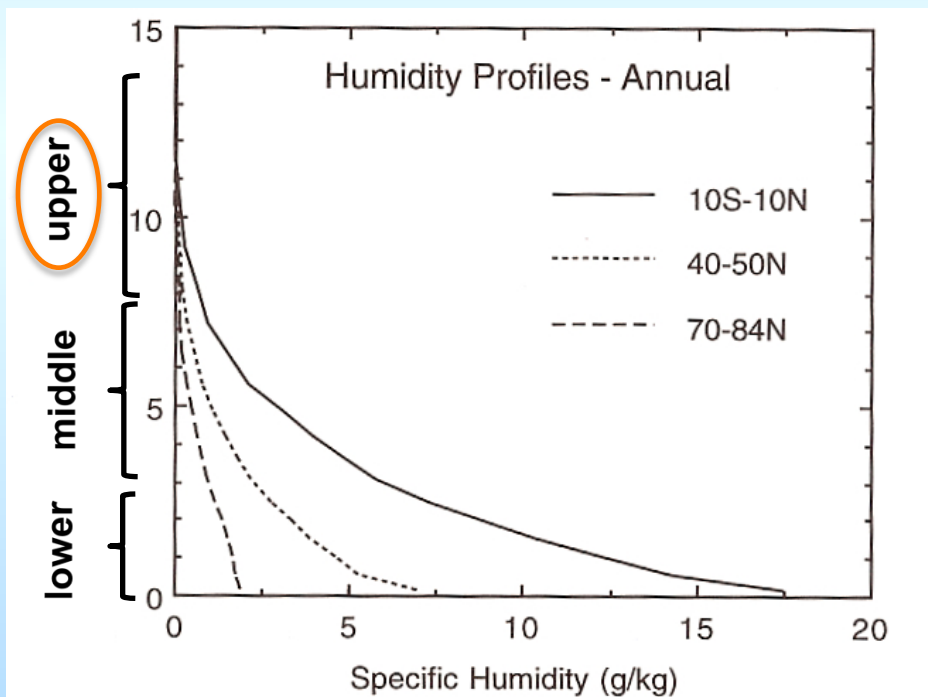 15
Humidity Profiles - Annual
upper
10S-10N
10
40-50N
70-84N
middle
5
lower
0
0 5 10 15 20
Specific Humidity (g/kg)